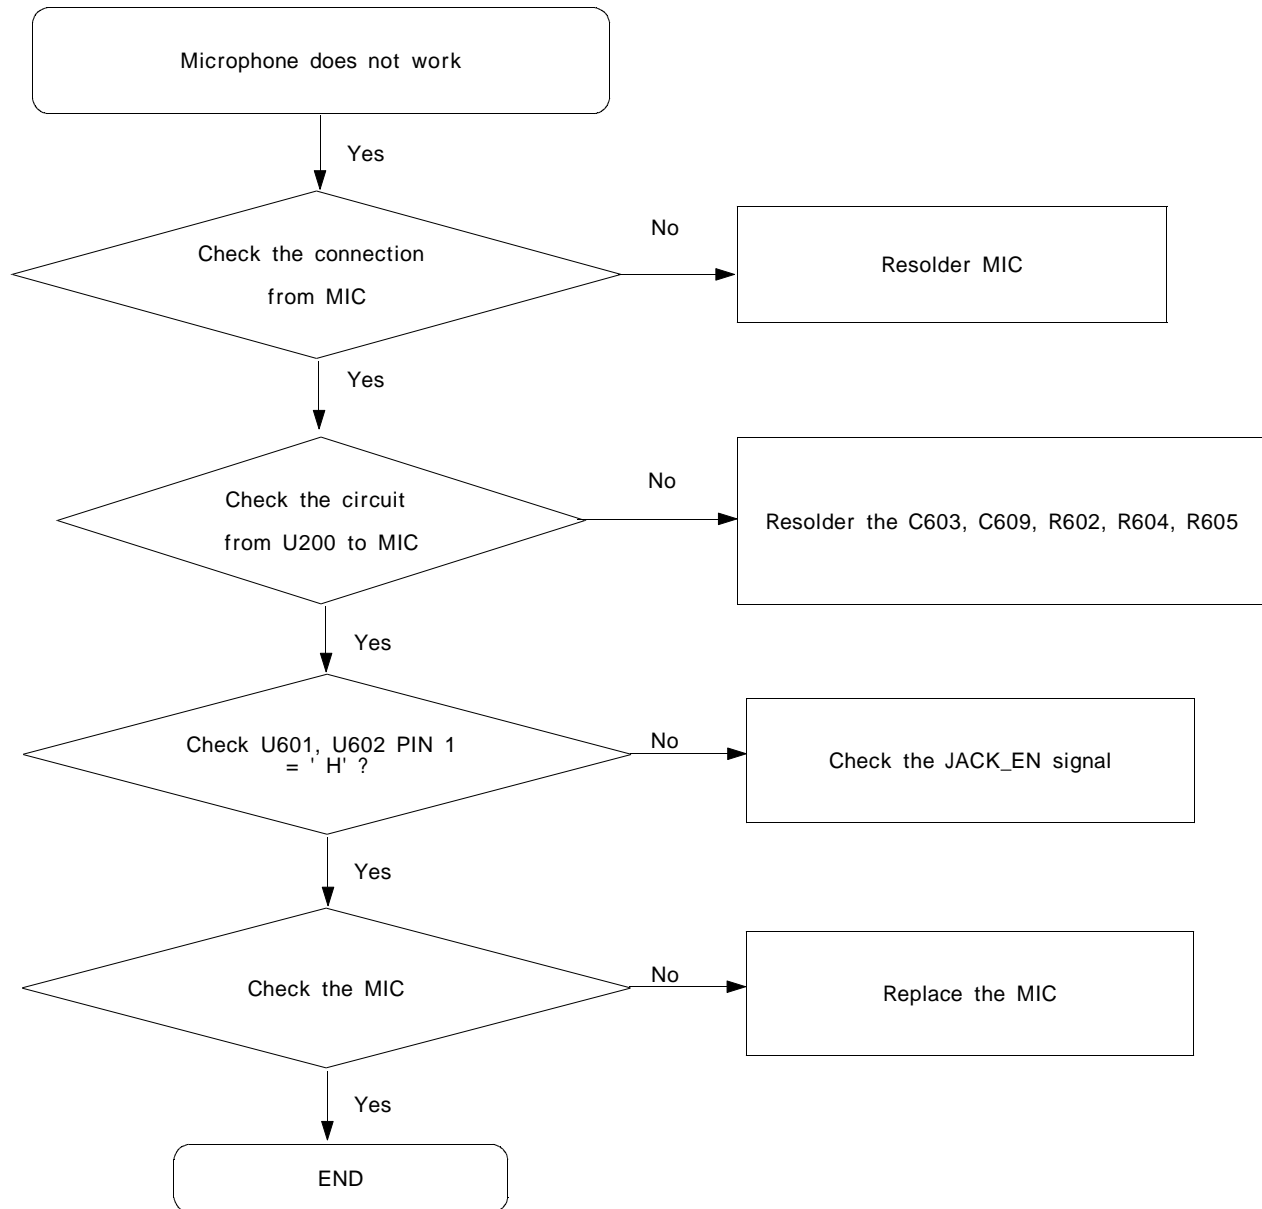 Microphone does not work
Yes
Check the connection
from MIC
No
Resolder MIC
Yes
Check the circuit
from U200 to MIC
No
Resolder the C603, C609, R602, R604, R605
Yes
Check U601, U602 PIN 1
= ' H' ?
No
Check the JACK_EN signal
Yes
Check the MIC
No
Replace the MIC
Yes
END